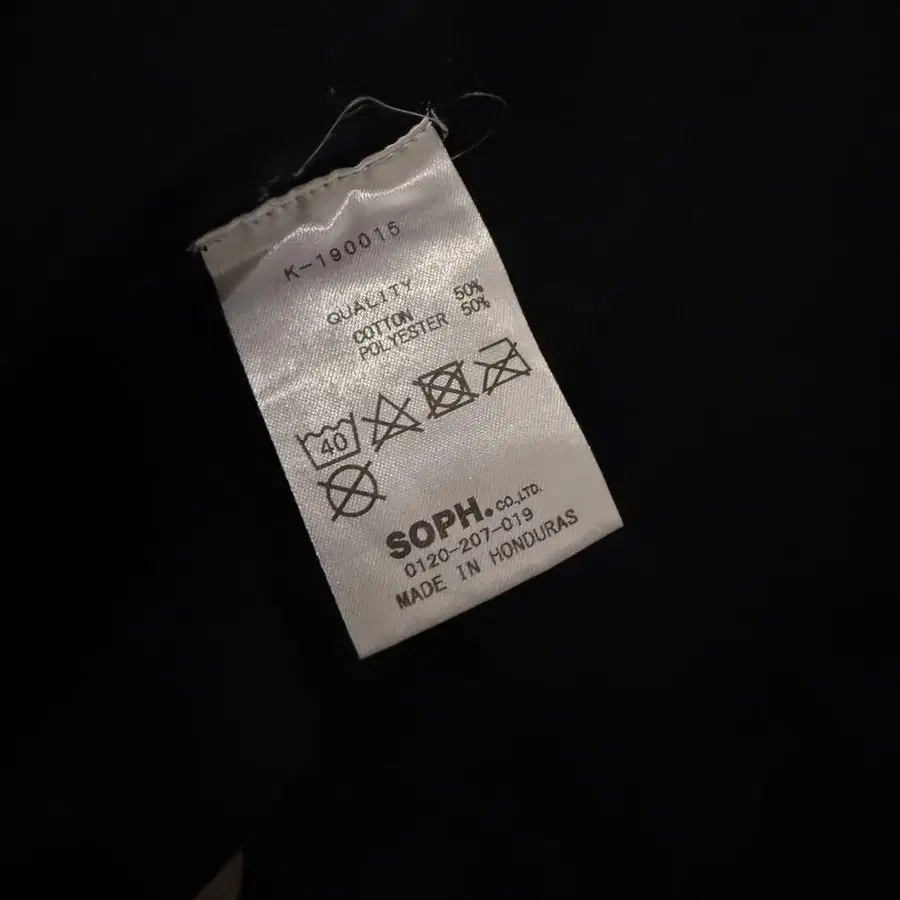 K-190015
QUALITY
COTTON 50%
POLYESTER 50%
40
SOPH. CO.,LTD.
0120-207-019
MADE IN HONDURAS